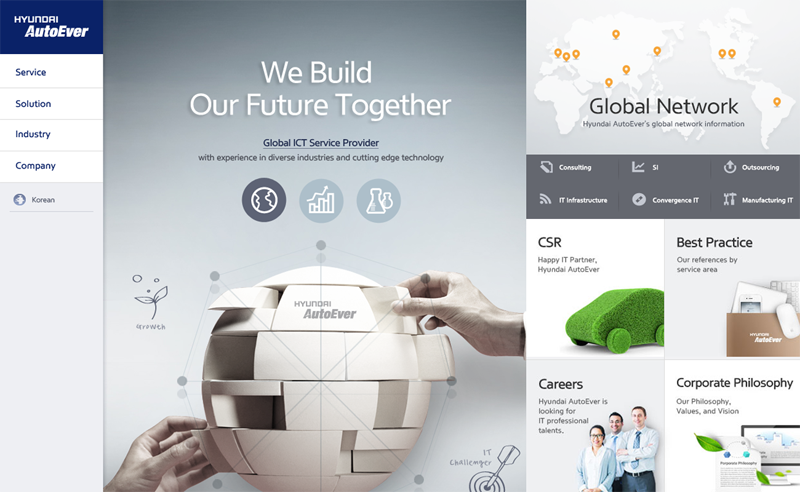 HYUNDAI
AutoEver
Service
Solution
Industry
Company
Korean
We Build
Our Future Together
Global ICT Service Provider
with experience in diverse industries and cutting edge technology
HYUNDAI
AutoEver
Growth
IT
Challenger
Global Network
Hyundai AutoEver's global network information
Consulting
SI
Outsourcing
IT Infrastructure
Convergence IT
Manufacturing IT
CSR
Happy IT Partner,
Hyundai AutoEver
Best Practice
Our references by
service area
HYUNDAI
AutoEver
Careers
Hyundai AutoEver is
looking for
IT professional
talents.
Corporate Philosophy
Our Philosophy,
Values, and Vision
Corporate Philosophy